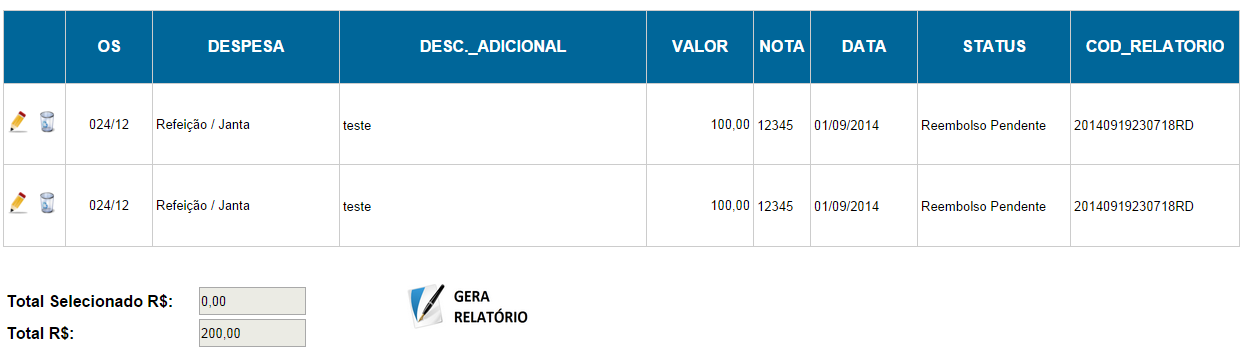 OS DESPESA DESC._ADICIONAL VALOR NOTA DATA STATUS COD_RELATORIO
024/12 Refeição / Janta teste 100,00 12345 01/09/2014 Reembolso Pendente 20140919230718RD
024/12 Refeição / Janta teste 100,00 12345 01/09/2014 Reembolso Pendente 20140919230718RD
Total Selecionado R$: 0,00
Total R$: 200,00
GERA
RELATÓRIO